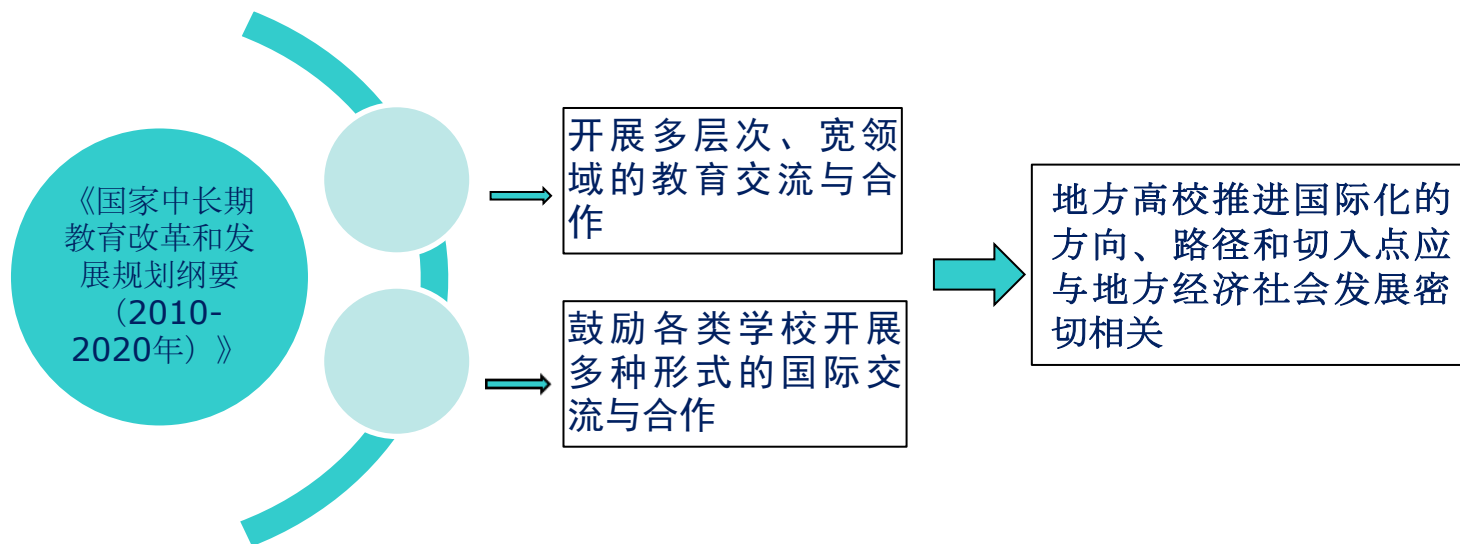 《国家中长期
教育改革和发
展规划纲要
（2010-
2020年）》
开展多层次、宽领
域的教育交流与合
作
鼓励各类学校开展
多种形式的国际交
流与合作
地方高校推进国际化的
方向、路径和切入点应
与地方经济社会发展密
切相关